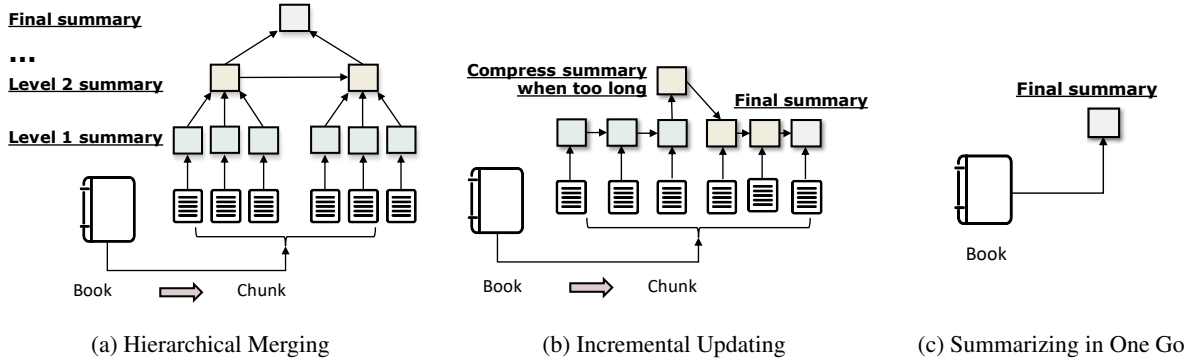 Final summary
...
Level 2 summary
Level 1 summary
Book
Chunk
(a) Hierarchical Merging
Compress summary
when too long
Final summary
Book
Chunk
(b) Incremental Updating
Final summary
Book
(c) Summarizing in One Go